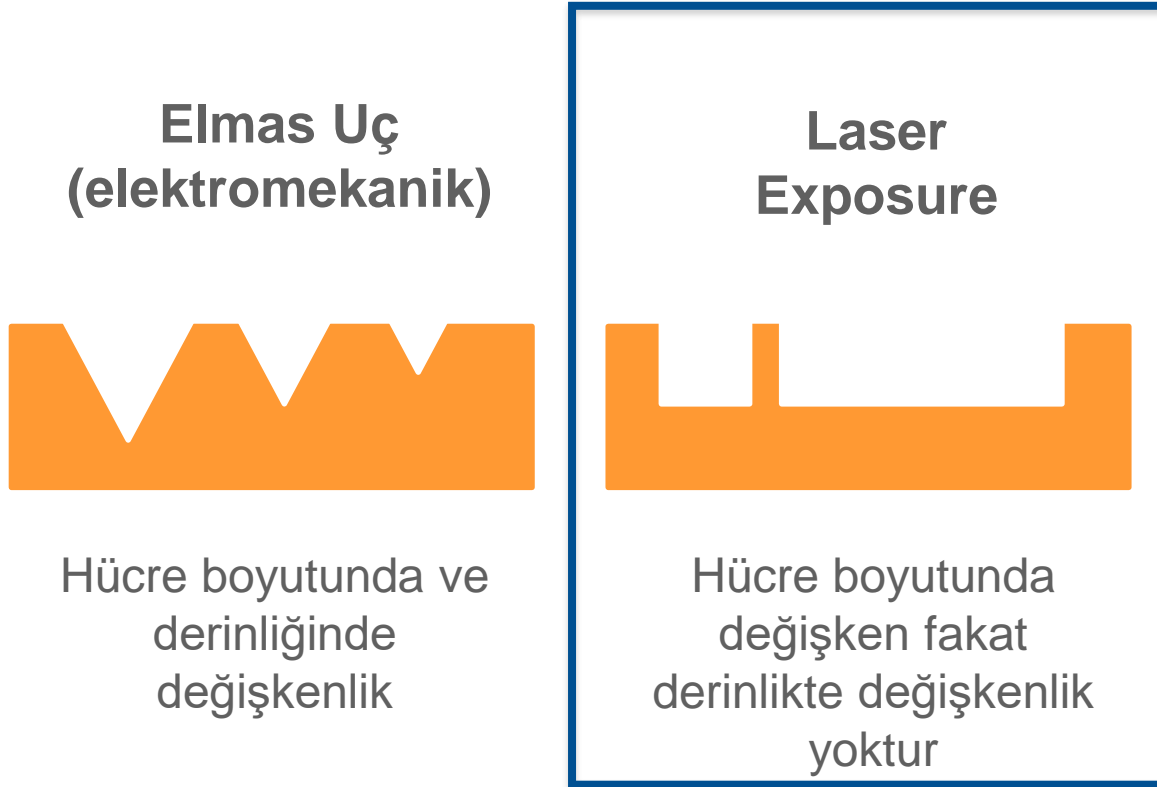 Elmas Uç
(elektromekanik)
Hücre boyutunda ve
derinliğinde
değişkenlik
Laser
Exposure
Hücre boyutunda
değişken fakat
derinlikte değişkenlik
yoktur